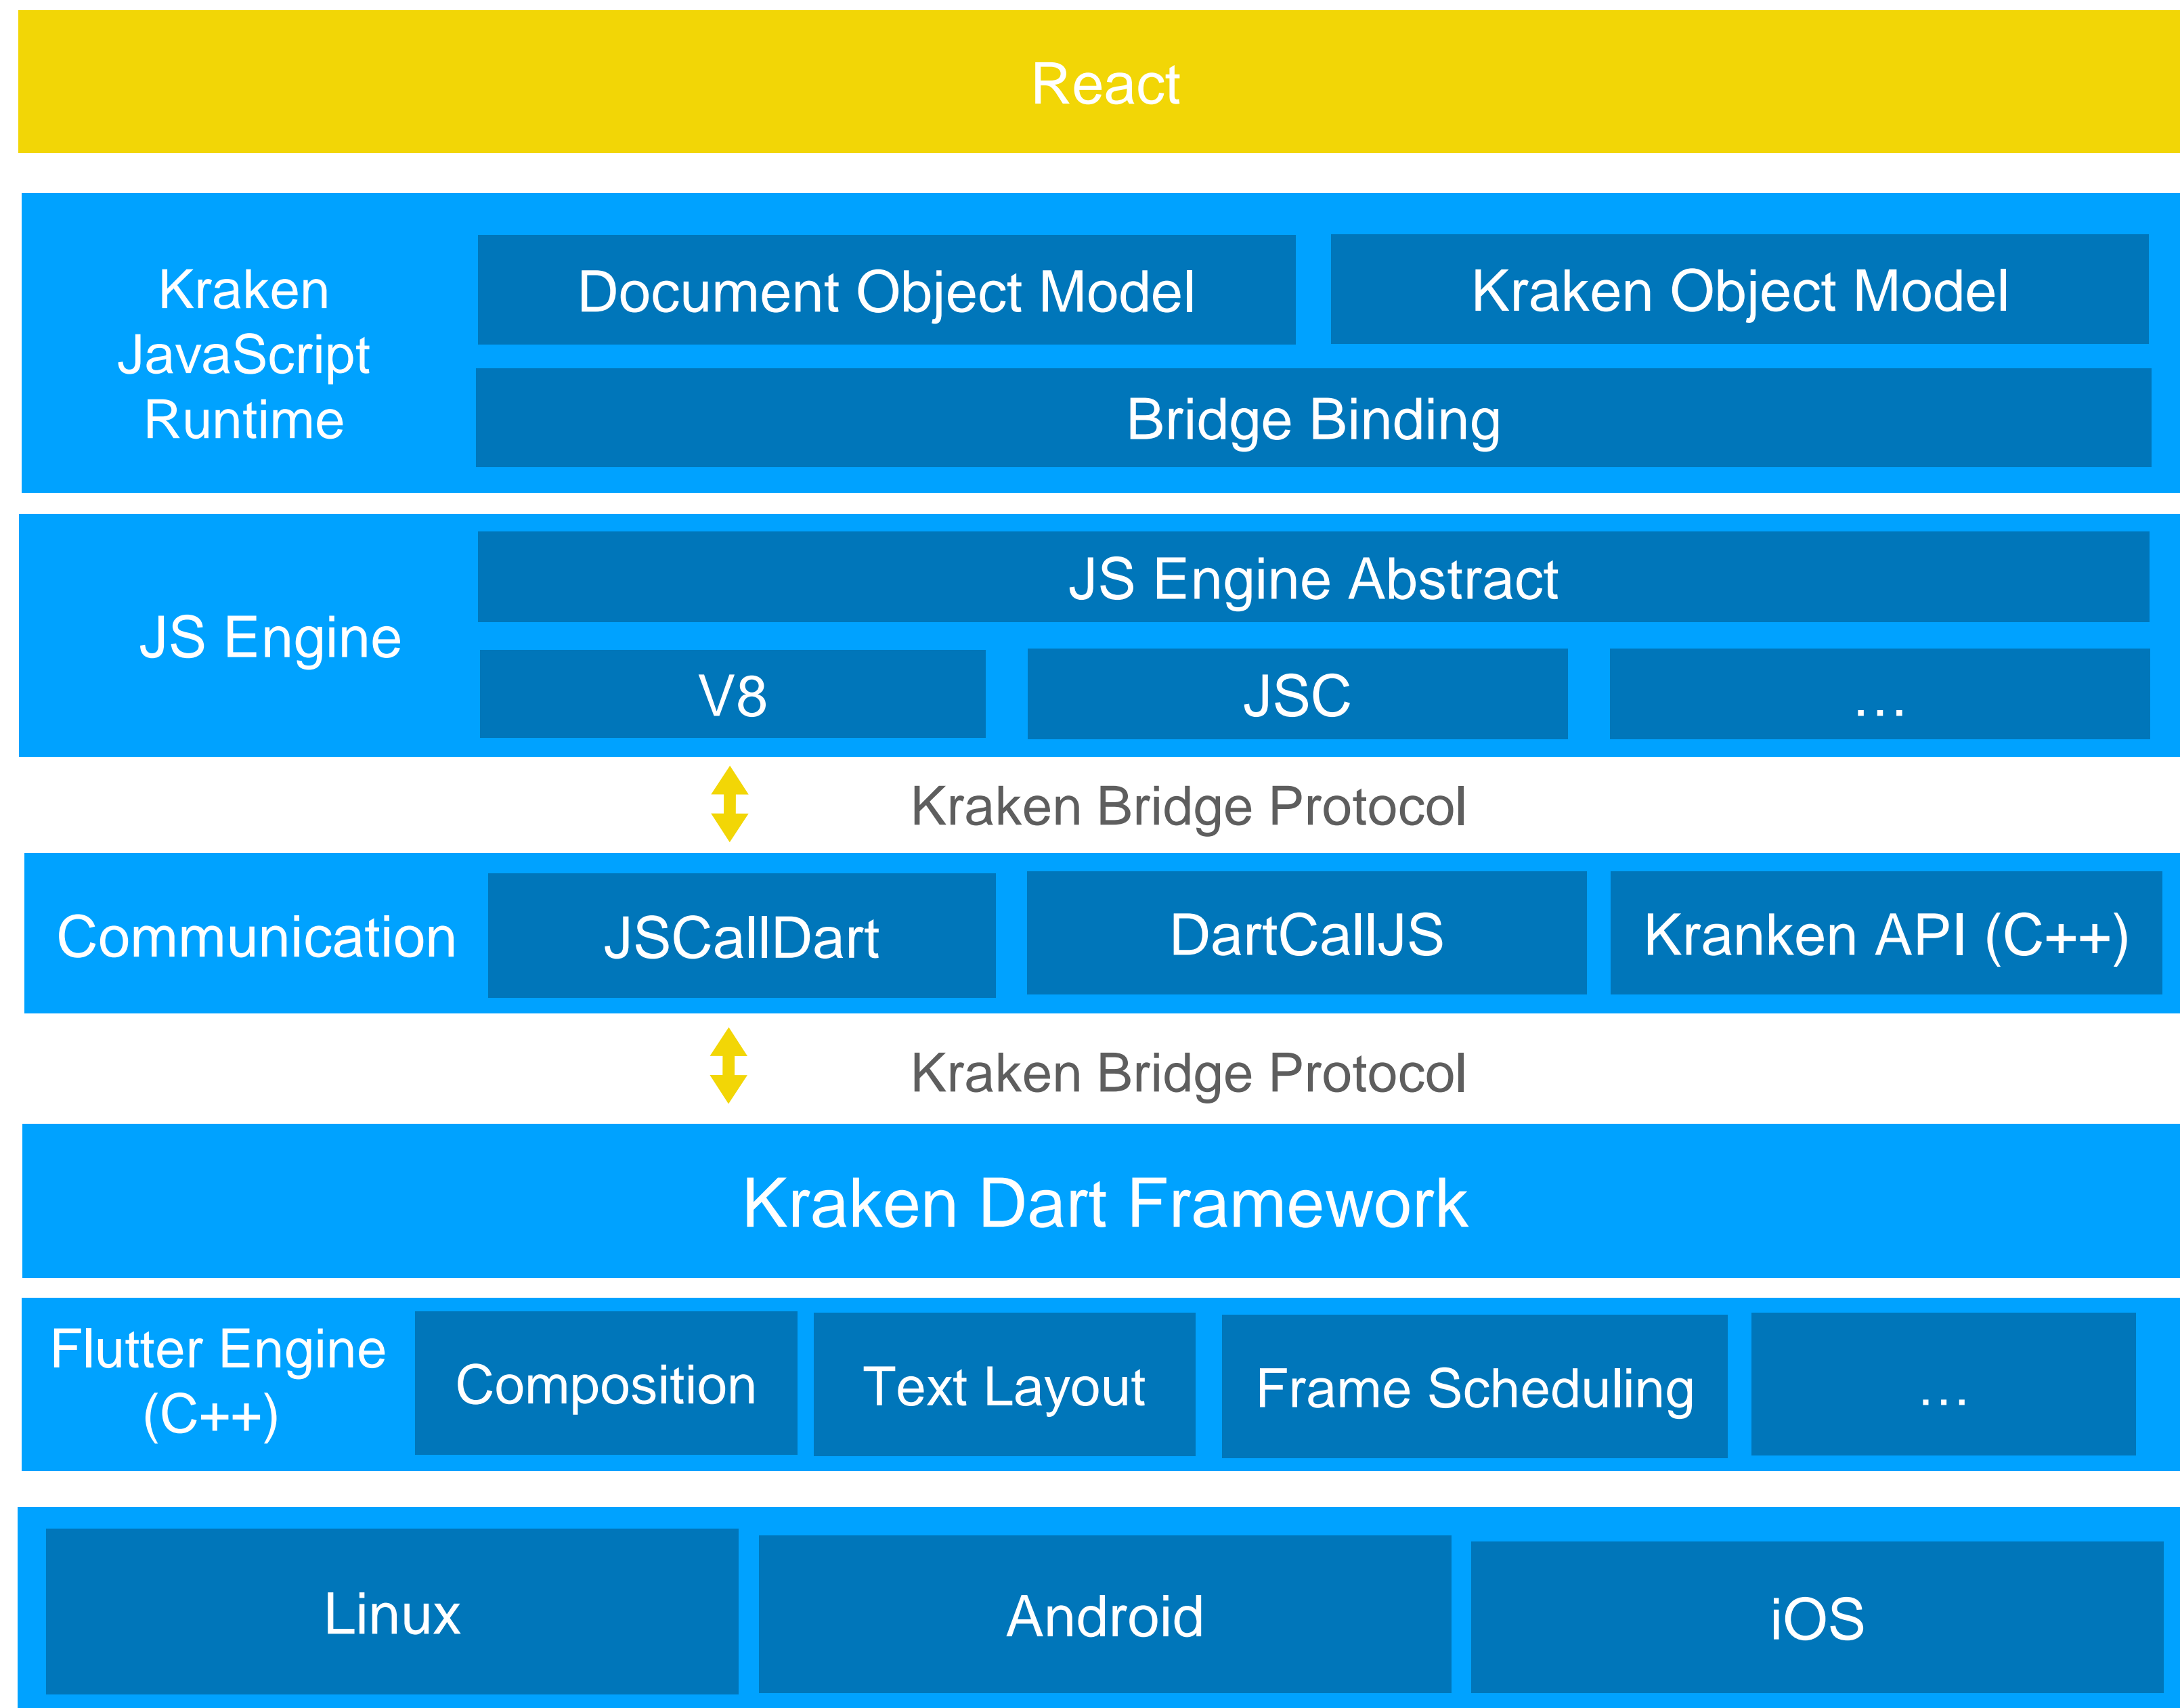 React
Kraken
JavaScript
Runtime
Document Object Model
Kraken Object Model
Bridge Binding
JS Engine
JS Engine Abstract
V8
JSC
...
Kraken Bridge Protocol
Communication
JSCallDart
DartCallJS
Kranken API (C++)
Kraken Bridge Protocol
Kraken Dart Framework
Flutter Engine
(C++)
Composition
Text Layout
Frame Scheduling
...
Linux
Android
iOS